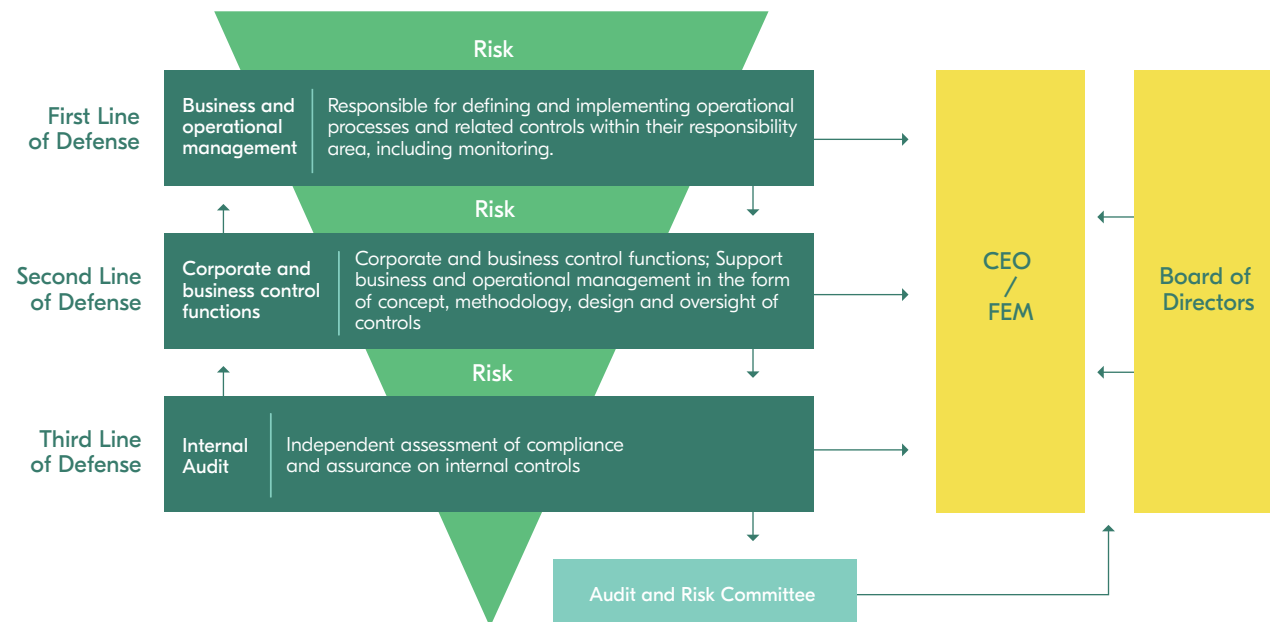 Risk
First Line
of Defense
Business and
operational
management
Responsible for defining and implementing operational
processes and related controls within their responsibility
area, including monitoring.
Risk
Second Line
of Defense
Corporate and
business control
functions
Corporate and business control functions; Support
business and operational management in the form
of concept, methodology, design and oversight of
controls
Risk
Third Line
of Defense
Internal
Audit
Independent assessment of compliance
and assurance on internal controls
Audit and Risk Committee
CEO
/
FEM
Board of
Directors